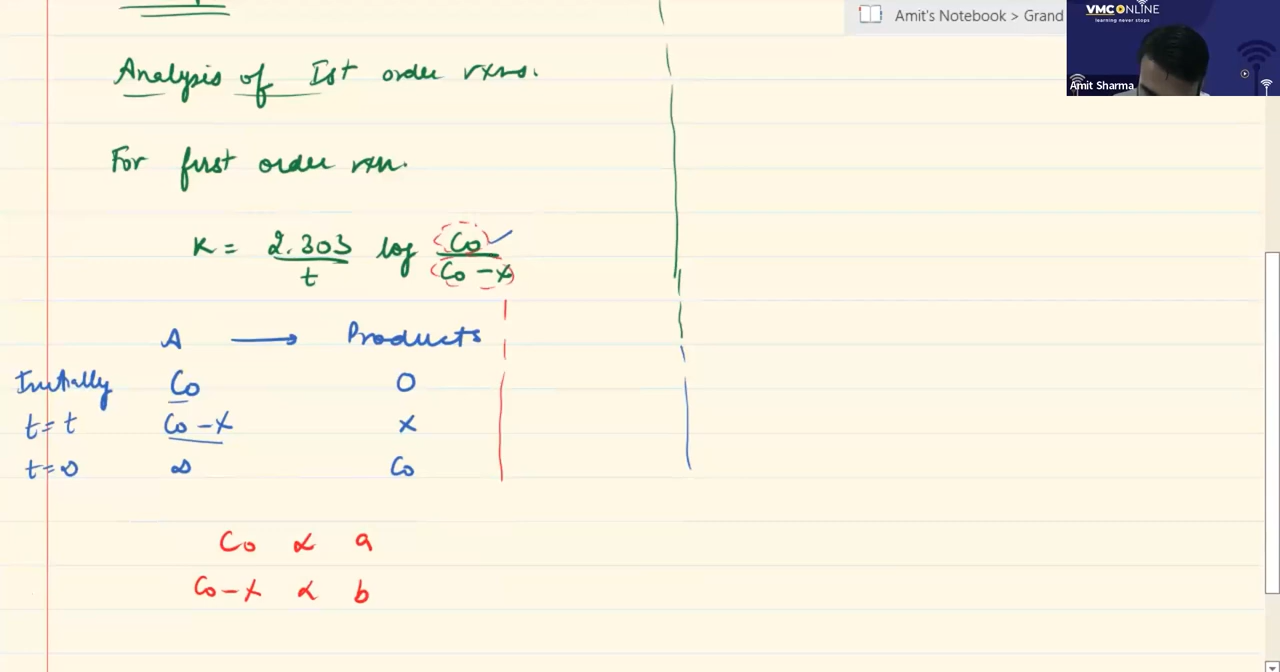 Amit's Notebook > Grand
VMC ONLINE
learning never stops
Amit Sharma
Analysis of Ist order rxns.
For first order rxn.
K = 2.303/t log Co/Co-x
A ⟶ Products
Initially Co O
t=t Co-x x
t=∞ ∞ Co
Co ∝ a
Co-x ∝ b